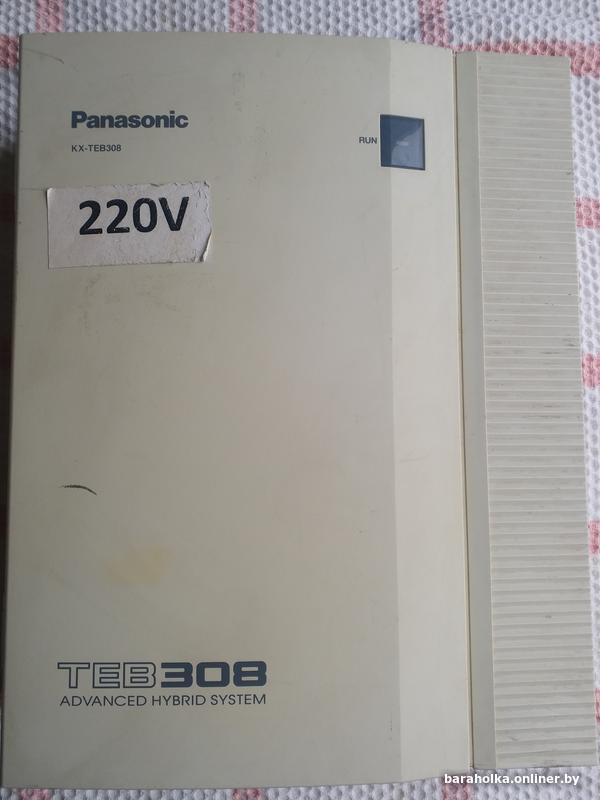 Panasonic
KX-TEB308
RUN
220V
TEB308
ADVANCED HYBRID SYSTEM
baraholka.onliner.by